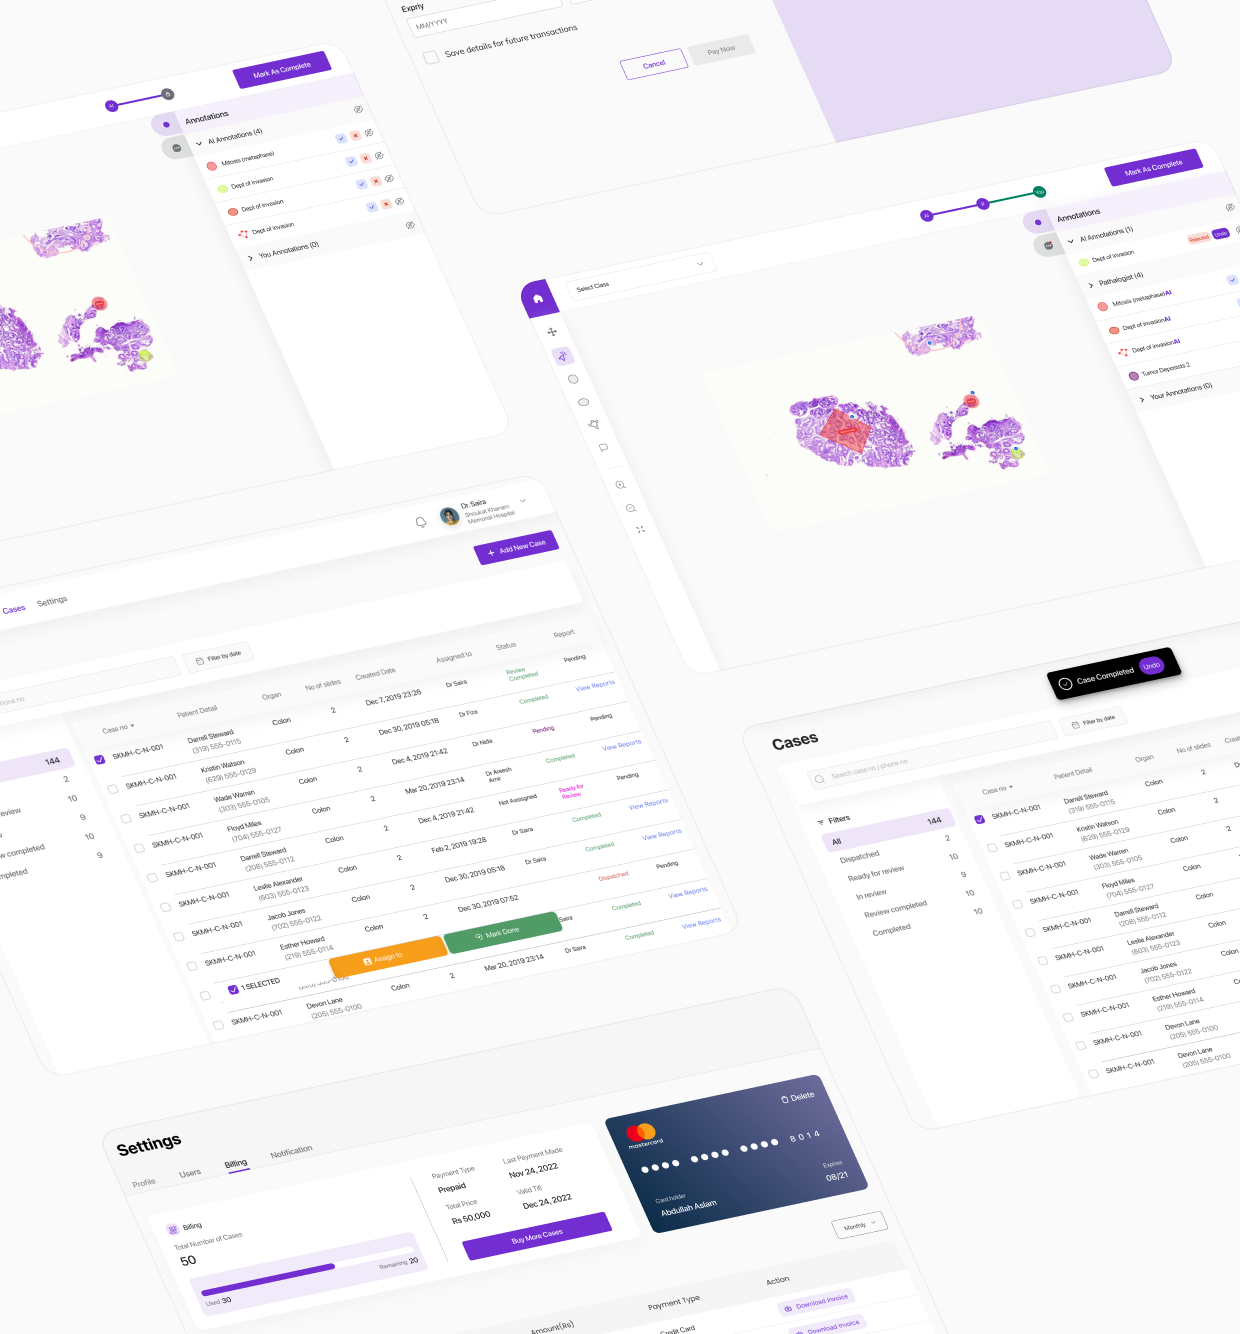 Expriy
MM/YYYY
Save details for future transactions
Cancel
Pay Now
Mark As Complete
AI
Annotations
AI Annotations (4)
Mitosis (metaphase)
Dept of invasion
Dept of invasion
Dept of invasion
You Annotations (0)
Mark As Complete
AI
P
You
Annotations
AI Annotations (1)
Dept of invasion
Rejected
Undo
Pathologist (4)
Mitosis (metaphase)AI
Dept of invasionAI
Dept of invasionAI
Tumor Deporists 2
Your Annotations (0)
Select Class
Dr. Saira
Shoukat Khanam
Memorial Hospital
Add New Case
Cases
Settings
phone no
Filter by date
Case no
Patient Detail
Organ
No of slides
Created Date
Assigned to
Status
Report
144
2
10
9
10
9
eview
w
w completed
mpleted
SKMH-C-N-001
Darrell Steward
(319) 555-0115
Colon
2
Dec 7, 2019 23:26
Dr Saira
Review
Completed
Pending
SKMH-C-N-001
Kristin Watson
(629) 555-0129
Colon
2
Dec 30, 2019 05:18
Dr Fiza
Completed
View Reports
SKMH-C-N-001
Wade Warren
(303) 555-0105
Colon
2
Dec 4, 2019 21:42
Dr Nida
Pending
Pending
SKMH-C-N-001
Floyd Miles
(704) 555-0127
Colon
2
Mar 20, 2019 23:14
Dr Areesh
Amir
Completed
View Reports
SKMH-C-N-001
Darrell Steward
(208) 555-0112
Colon
2
Dec 4, 2019 21:42
Not Assigned
Ready for
Review
Pending
SKMH-C-N-001
Leslie Alexander
(603) 555-0123
Colon
2
Feb 2, 2019 19:28
Dr Saira
Completed
View Reports
SKMH-C-N-001
Jacob Jones
(702) 555-0122
Colon
2
Dec 30, 2019 05:18
Dr Saira
Completed
View Reports
SKMH-C-N-001
Esther Howard
(219) 555-0114
Colon
2
Dec 30, 2019 07:52
Dispatched
Pending
1 SELECTED
Assign to
Mark Done
Saira
Completed
View Reports
SKMH-C-N-001
Devon Lane
(205) 555-0100
Colon
2
Mar 20, 2019 23:14
Dr Saira
Completed
View Reports
Case Completed
Undo
Cases
Search case no / phone no
Filter by date
Filters
All
144
Dispatched
2
Ready for review
10
In review
9
Review completed
10
Completed
10
Case no
Patient Detail
Organ
No of slides
Creat
SKMH-C-N-001
Darrell Steward
(319) 555-0115
Colon
2
SKMH-C-N-001
Kristin Watson
(629) 555-0129
Colon
2
SKMH-C-N-001
Wade Warren
(303) 555-0105
Colon
2
SKMH-C-N-001
Floyd Miles
(704) 555-0127
Colon
SKMH-C-N-001
Darrell Steward
(208) 555-0112
Colon
SKMH-C-N-001
Leslie Alexander
(603) 555-0123
Colon
SKMH-C-N-001
Jacob Jones
(702) 555-0122
Colon
SKMH-C-N-001
Esther Howard
(219) 555-0114
SKMH-C-N-001
Devon Lane
(205) 555-0100
SKMH-C-N-001
Devon Lane
(205) 555-0100
Settings
Profile
Users
Billing
Notification
Billing
Total Number of Cases
50
Used 30
Remaining 20
Payment Type
Prepaid
Last Payment Made
Nov 24, 2022
Total Price
Rs 50,000
Valid Till
Dec 24, 2022
Buy More Cases
mastercard
Delete
8014
Card holder
Abdullah Aslam
Expires
08/21
Monthly
Amount(Rs)
Payment Type
Action
Credit Card
Download Invoice
Download Invoice